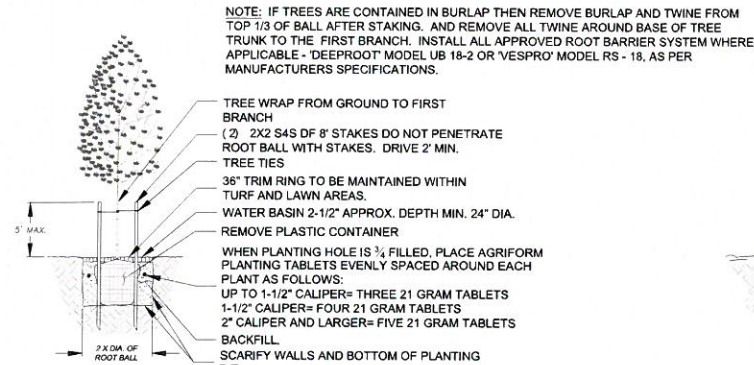 NOTE: IF TREES ARE CONTAINED IN BURLAP THEN REMOVE BURLAP AND TWINE FROM
TOP 1/3 OF BALL AFTER STAKING. AND REMOVE ALL TWINE AROUND BASE OF TREE
TRUNK TO THE FIRST BRANCH. INSTALL ALL APPROVED ROOT BARRIER SYSTEM WHERE
APPLICABLE - 'DEEPROOT' MODEL UB 18-2 OR 'VESPRO' MODEL RS - 18, AS PER
MANUFACTURERS SPECIFICATIONS.
TREE WRAP FROM GROUND TO FIRST
BRANCH
( 2) 2X2 S4S DF 8' STAKES DO NOT PENETRATE
ROOT BALL WITH STAKES. DRIVE 2' MIN.
TREE TIES
36" TRIM RING TO BE MAINTAINED WITHIN
TURF AND LAWN AREAS.
WATER BASIN 2-1/2" APPROX. DEPTH MIN. 24" DIA.
REMOVE PLASTIC CONTAINER
WHEN PLANTING HOLE IS 3/4 FILLED, PLACE AGRIFORM
PLANTING TABLETS EVENLY SPACED AROUND EACH
PLANT AS FOLLOWS:
UP TO 1-1/2" CALIPER= THREE 21 GRAM TABLETS
1-1/2" CALIPER= FOUR 21 GRAM TABLETS
2" CALIPER AND LARGER= FIVE 21 GRAM TABLETS
BACKFILL.
SCARIFY WALLS AND BOTTOM OF PLANTING
5' MAX.
2 X DIA. OF
ROOT BALL